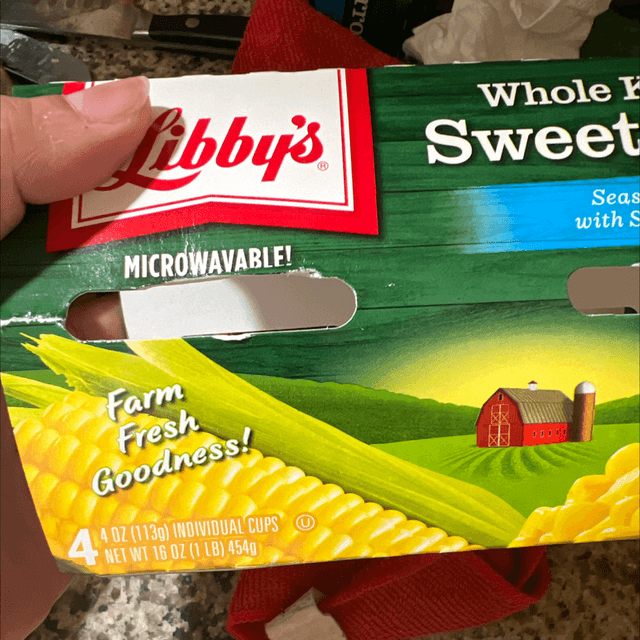 Libby's®
Whole K
Sweet
Seas
with S
MICROWAVABLE!
Farm
Fresh
Goodness!
4 4 OZ (113g) INDIVIDUAL CUPS U
NET WT 16 OZ (1 LB) 454g